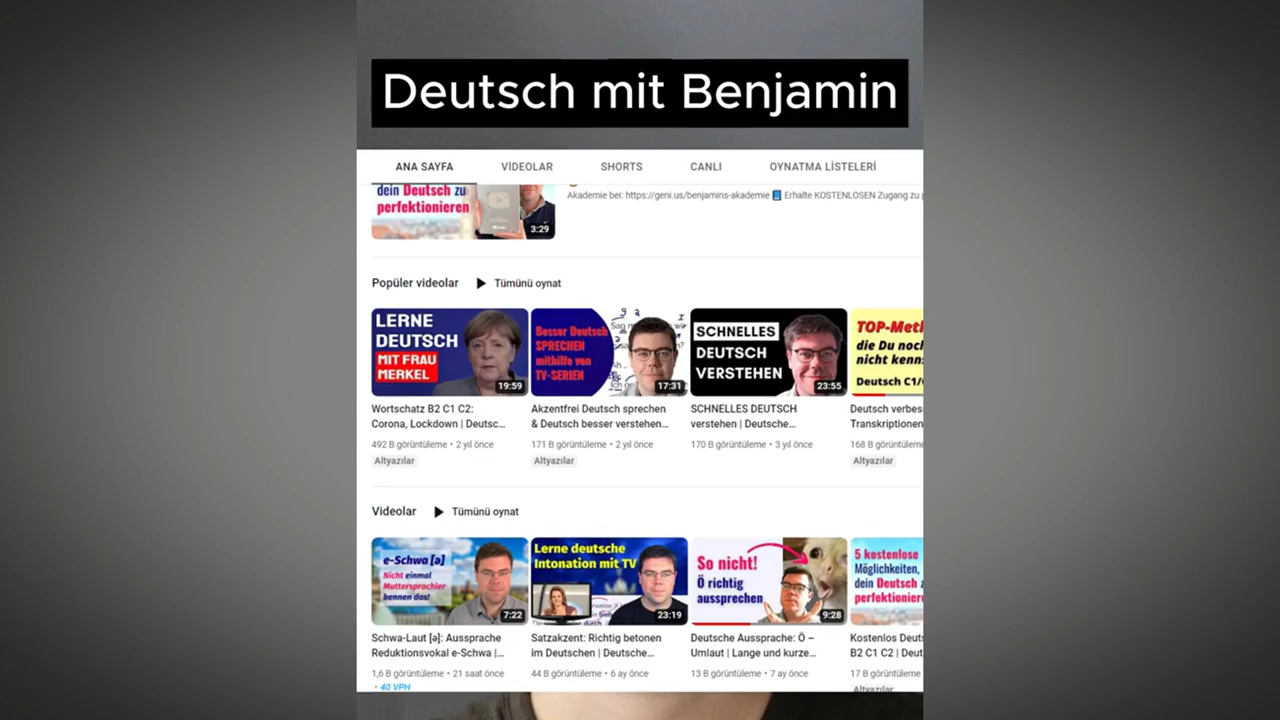 Deutsch mit Benjamin
ANA SAYFA VİDEOLAR SHORTS CANLI OYNATMA LİSTELERİ
dein Deutsch zu
perfektionieren
3:29
Akademie bei: https://geni.us/benjamins-akademie 📘 Erhalte KOSTENLOSEN Zugang zu
Popüler videolar ▶ Tümünü oynat
LERNE
DEUTSCH
MIT FRAU
MERKEL
19:59
Besser Deutsch
SPRECHEN
mithilfe von
TV-SERIEN
17:31
SCHNELLES
DEUTSCH
VERSTEHEN
23:55
TOP-Met
die Du noch
nicht kenn
Deutsch C1/
Wortschatz B2 C1 C2:
Corona, Lockdown | Deutsc...
492 B görüntüleme • 2 yıl önce
Altyazılar
Akzentfrei Deutsch sprechen
& Deutsch besser verstehen...
171 B görüntüleme • 2 yıl önce
Altyazılar
SCHNELLES DEUTSCH
verstehen | Deutsche...
170 B görüntüleme • 3 yıl önce
Deutsch verbes
Transkriptionen
168 B görüntüleme
Altyazılar
Videolar ▶ Tümünü oynat
e-Schwa [ə]
Nicht einmal
Muttersprachler
kennen das!
7:22
Lerne deutsche
Intonation mit TV
23:19
So nicht!
Ö richtig
aussprechen
9:28
5 kostenlose
Möglichkeiten,
dein Deutsch z
perfektionieren
Schwa-Laut [ə]: Aussprache
Reduktionsvokal e-Schwa |...
1,6 B görüntüleme • 21 saat önce
• 40 VPH
Satzakzent: Richtig betonen
im Deutschen | Deutsche...
44 B görüntüleme • 6 ay önce
Deutsche Aussprache: Ö –
Umlaut | Lange und kurze...
13 B görüntüleme • 7 ay önce
Kostenlos Deut
B2 C1 C2 | Deut
17 B görüntüleme
Altyazılar